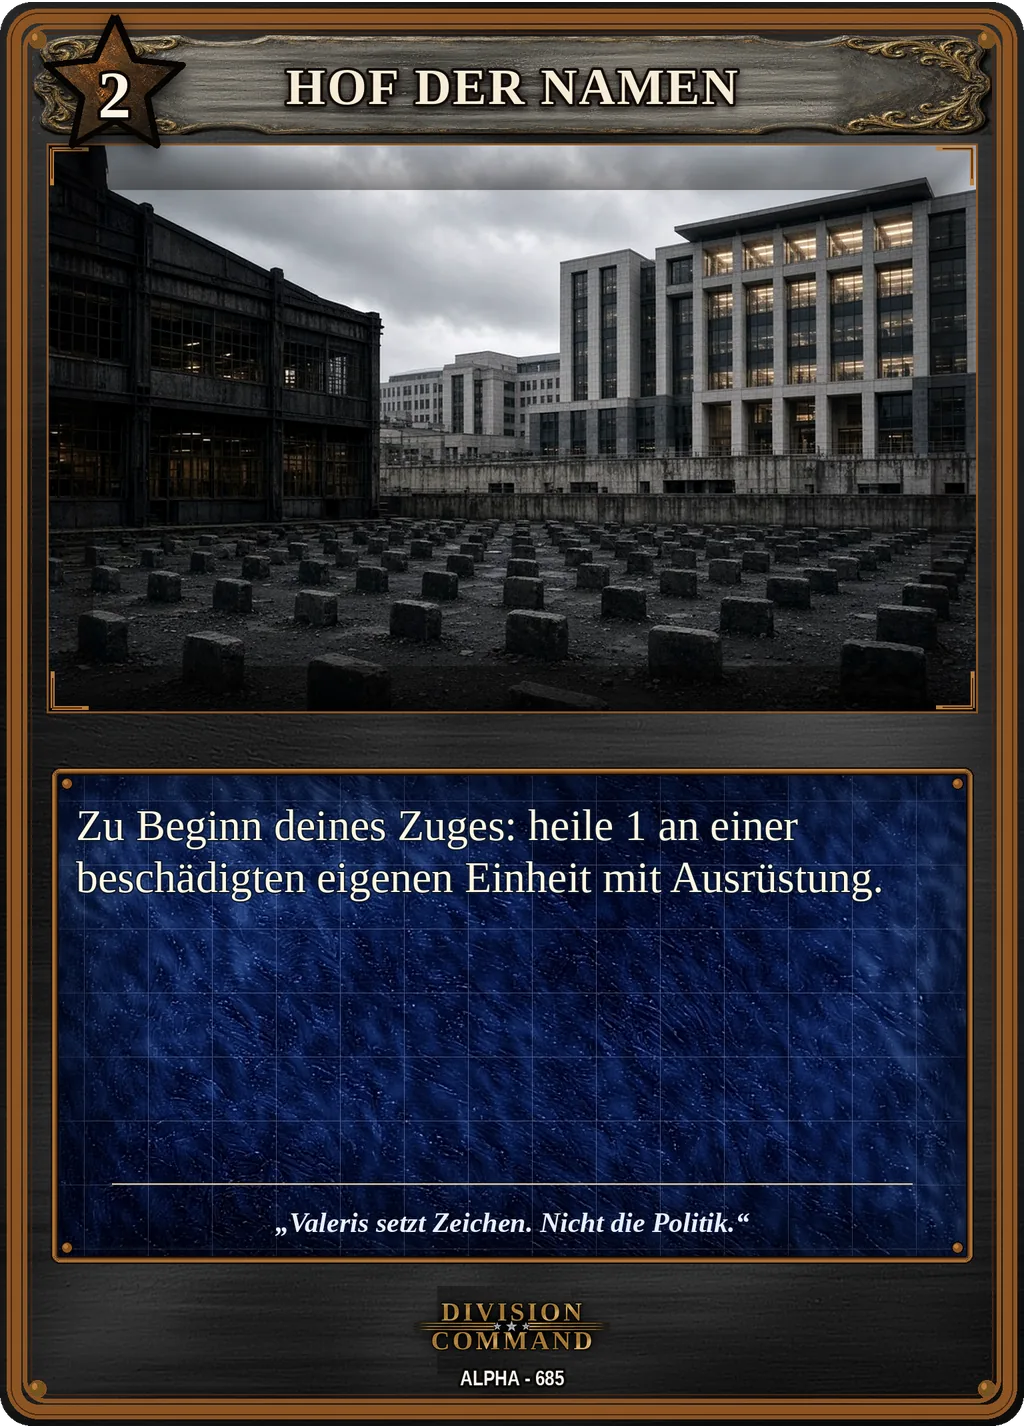 2
HOF DER NAMEN
Zu Beginn deines Zuges: heile 1 an einer
beschädigten eigenen Einheit mit Ausrüstung.
„Valeris setzt Zeichen. Nicht die Politik.“
DIVISION
COMMAND
ALPHA - 685